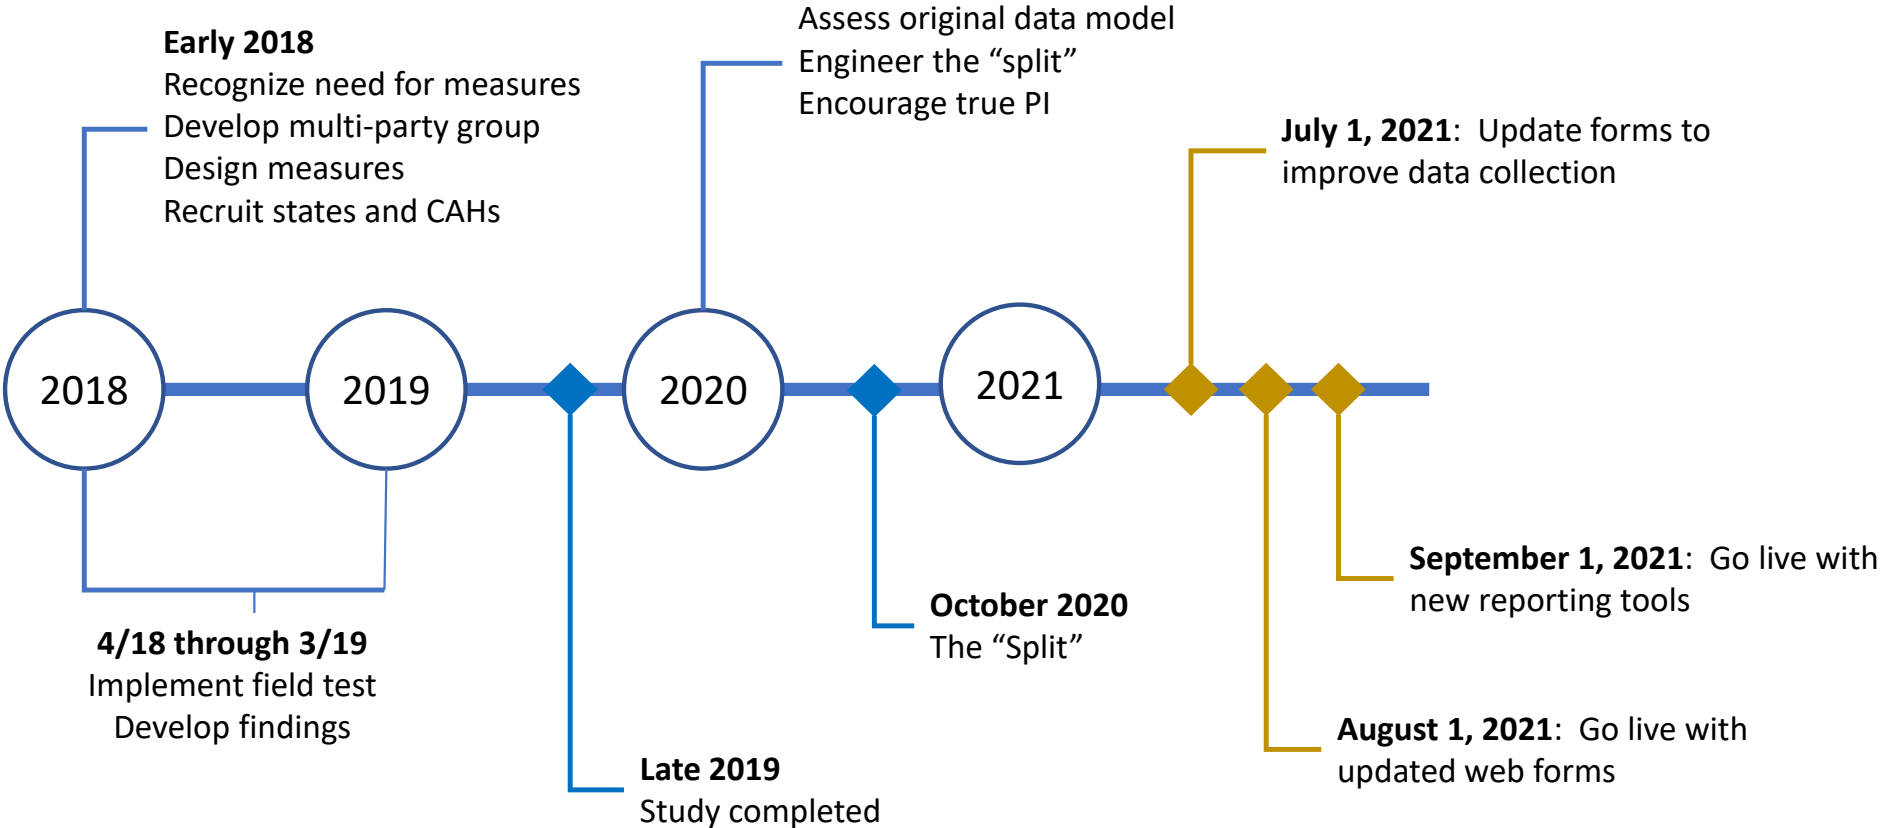 Early 2018
Recognize need for measures
Develop multi-party group
Design measures
Recruit states and CAHs
Assess original data model
Engineer the “split”
Encourage true PI
July 1, 2021:  Update forms to
improve data collection
2018
2019
2020
2021
4/18 through 3/19
Implement field test
Develop findings
Late 2019
Study completed
October 2020
The “Split”
September 1, 2021:  Go live with
new reporting tools
August 1, 2021:  Go live with
updated web forms